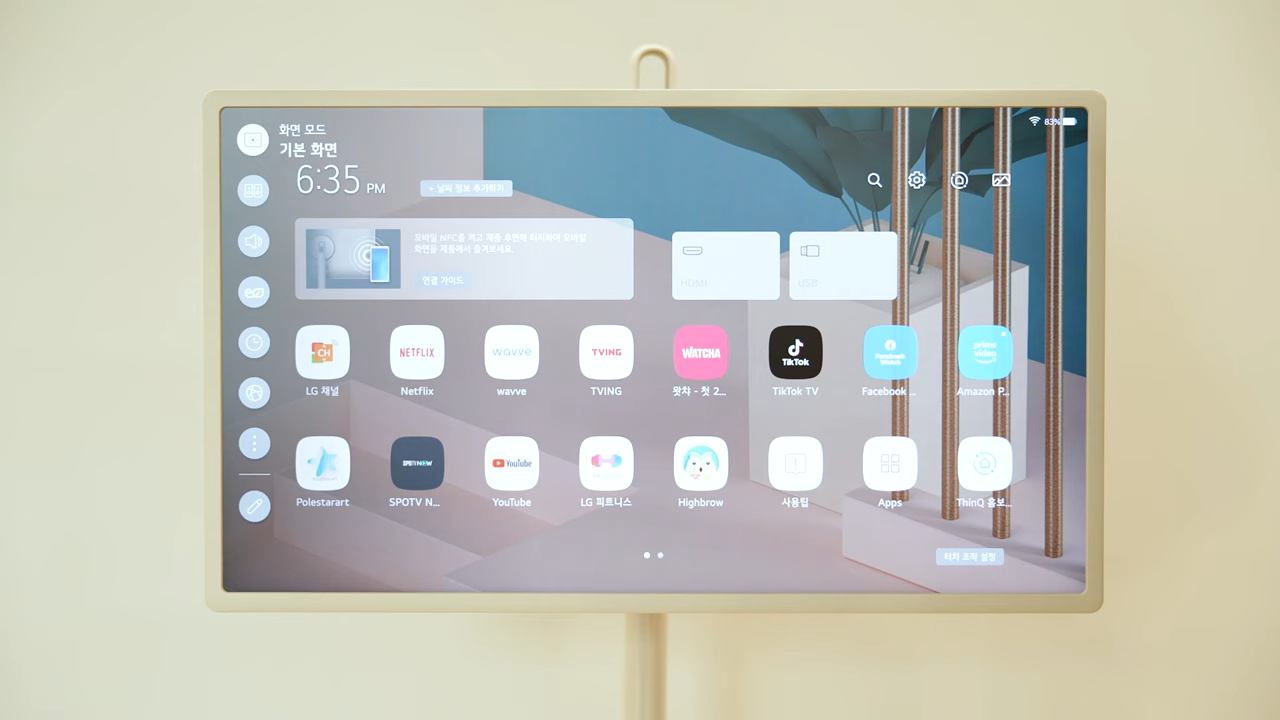 화면 모드
83%
기본 화면
6:35 PM
+ 날씨 정보 추가하기
모바일 NFC를 켜고 제품 후면에 터치하여 모바일
화면을 제품에서 즐겨보세요.
연결 가이드
HDMI
USB
CH
NETFLIX
wavve
TVING
WATCHA
TikTok
Facebook
Watch
prime
video
LG 채널
Netflix
wavve
TVING
왓챠 - 첫 2...
TikTok TV
Facebook ...
Amazon P...
SPOTV NOW
YouTube
Polestarart
SPOTV N...
YouTube
LG 피트니스
Highbrow
사용팁
Apps
ThinQ 홈보...
터치 조작 설정